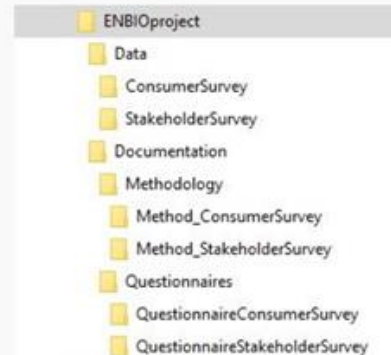 ENBIOproject
Data
ConsumerSurvey
StakeholderSurvey
Documentation
Methodology
Method_ConsumerSurvey
Method_StakeholderSurvey
Questionnaires
QuestionnaireConsumerSurvey
QuestionnaireStakeholderSurvey